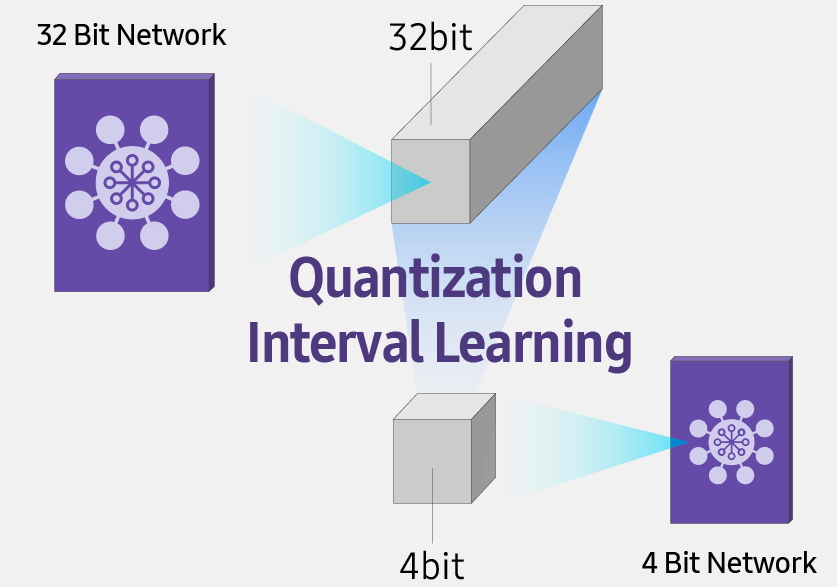 32 Bit Network
32bit
Quantization
Interval Learning
4bit
4 Bit Network